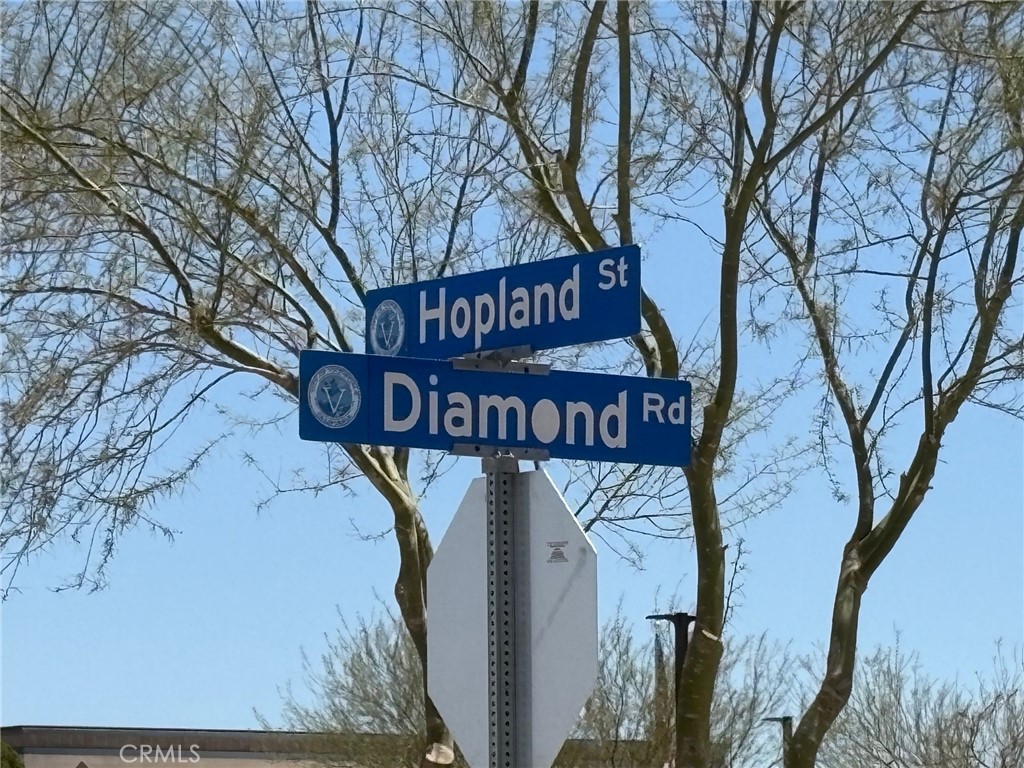 Hopland St
Diamond Rd
CRMLS